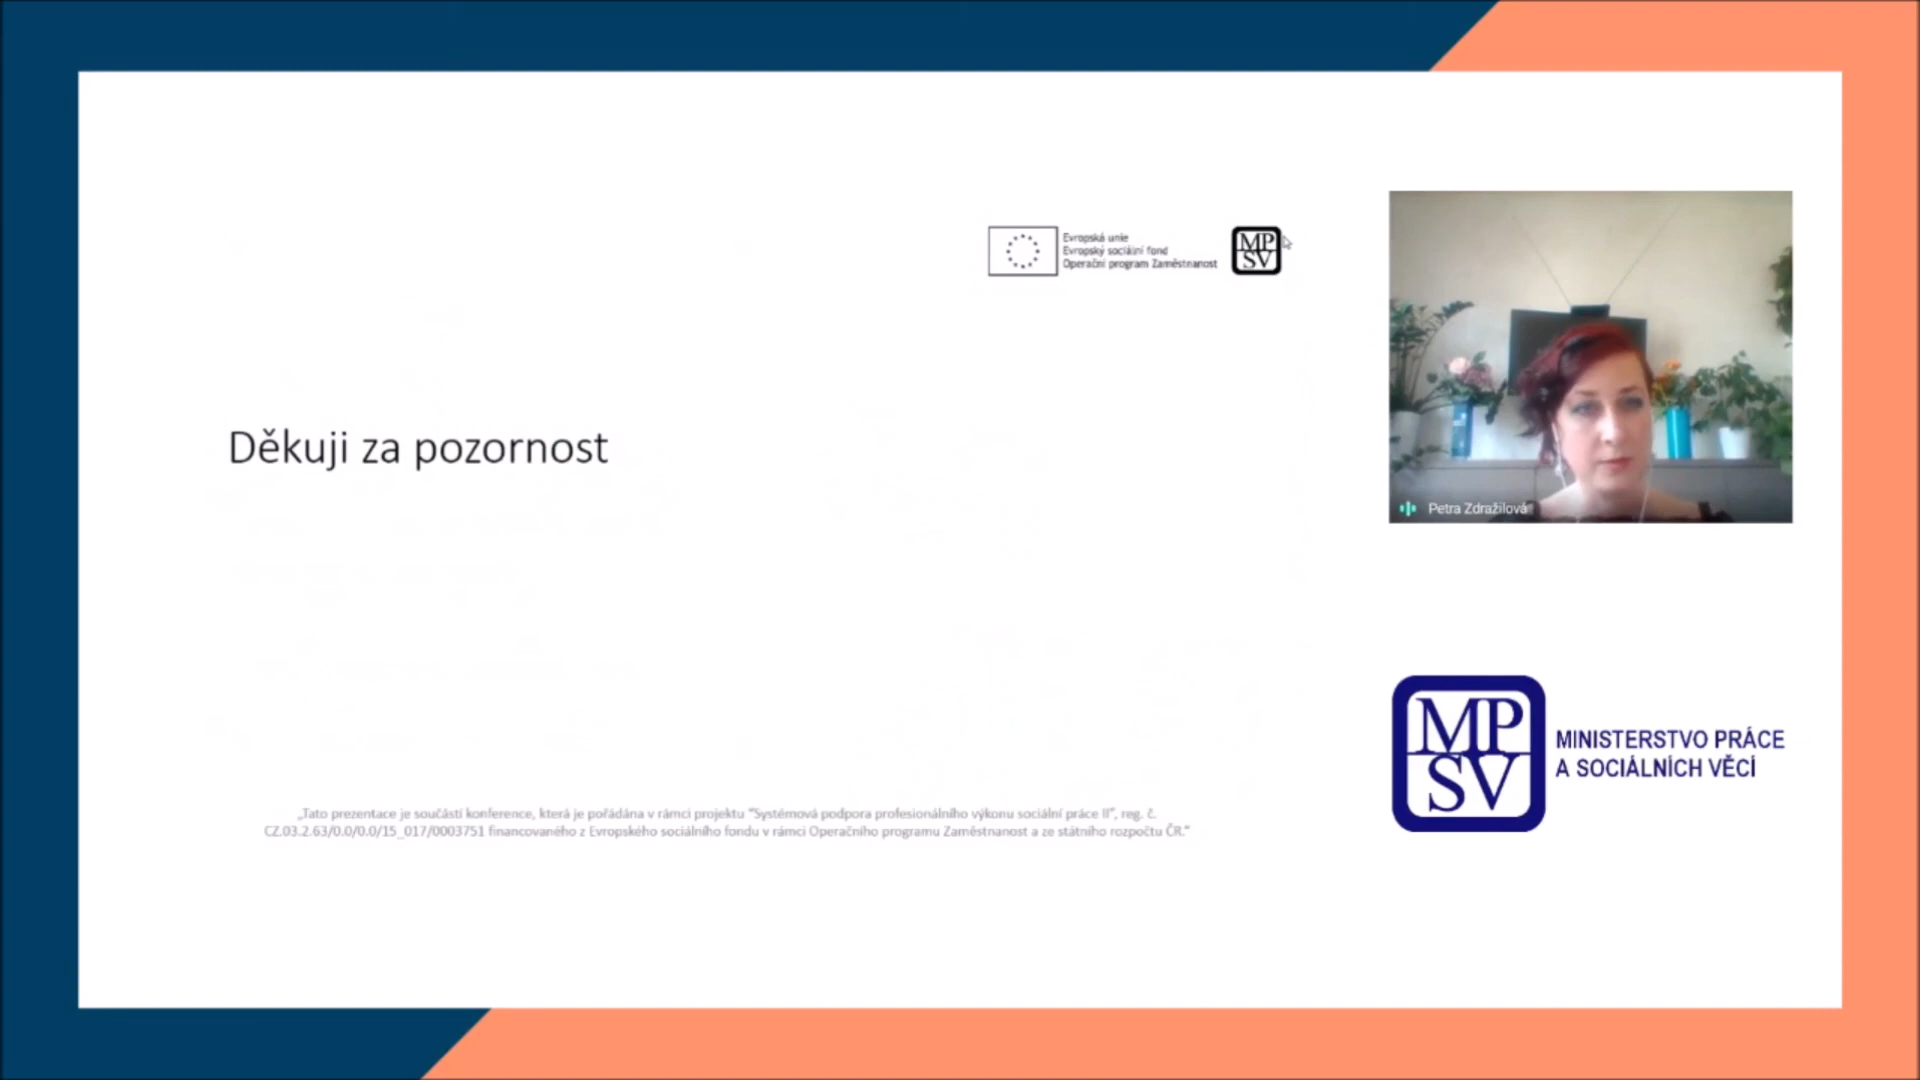 Evropská unie
Evropský sociální fond
Operační program Zaměstnanost
MP
SV
Děkuji za pozornost
Petra Zdražilová
MP
SV
MINISTERSTVO PRÁCE
A SOCIÁLNÍCH VĚCÍ
„Tato prezentace je součástí konference, která je pořádána v rámci projektu "Systémová podpora profesionálního výkonu sociální práce II", reg. č.
CZ.03.2.63/0.0/0.0/15_017/0003751 financovaného z Evropského sociálního fondu v rámci Operačního programu Zaměstnanost a ze státního rozpočtu ČR."